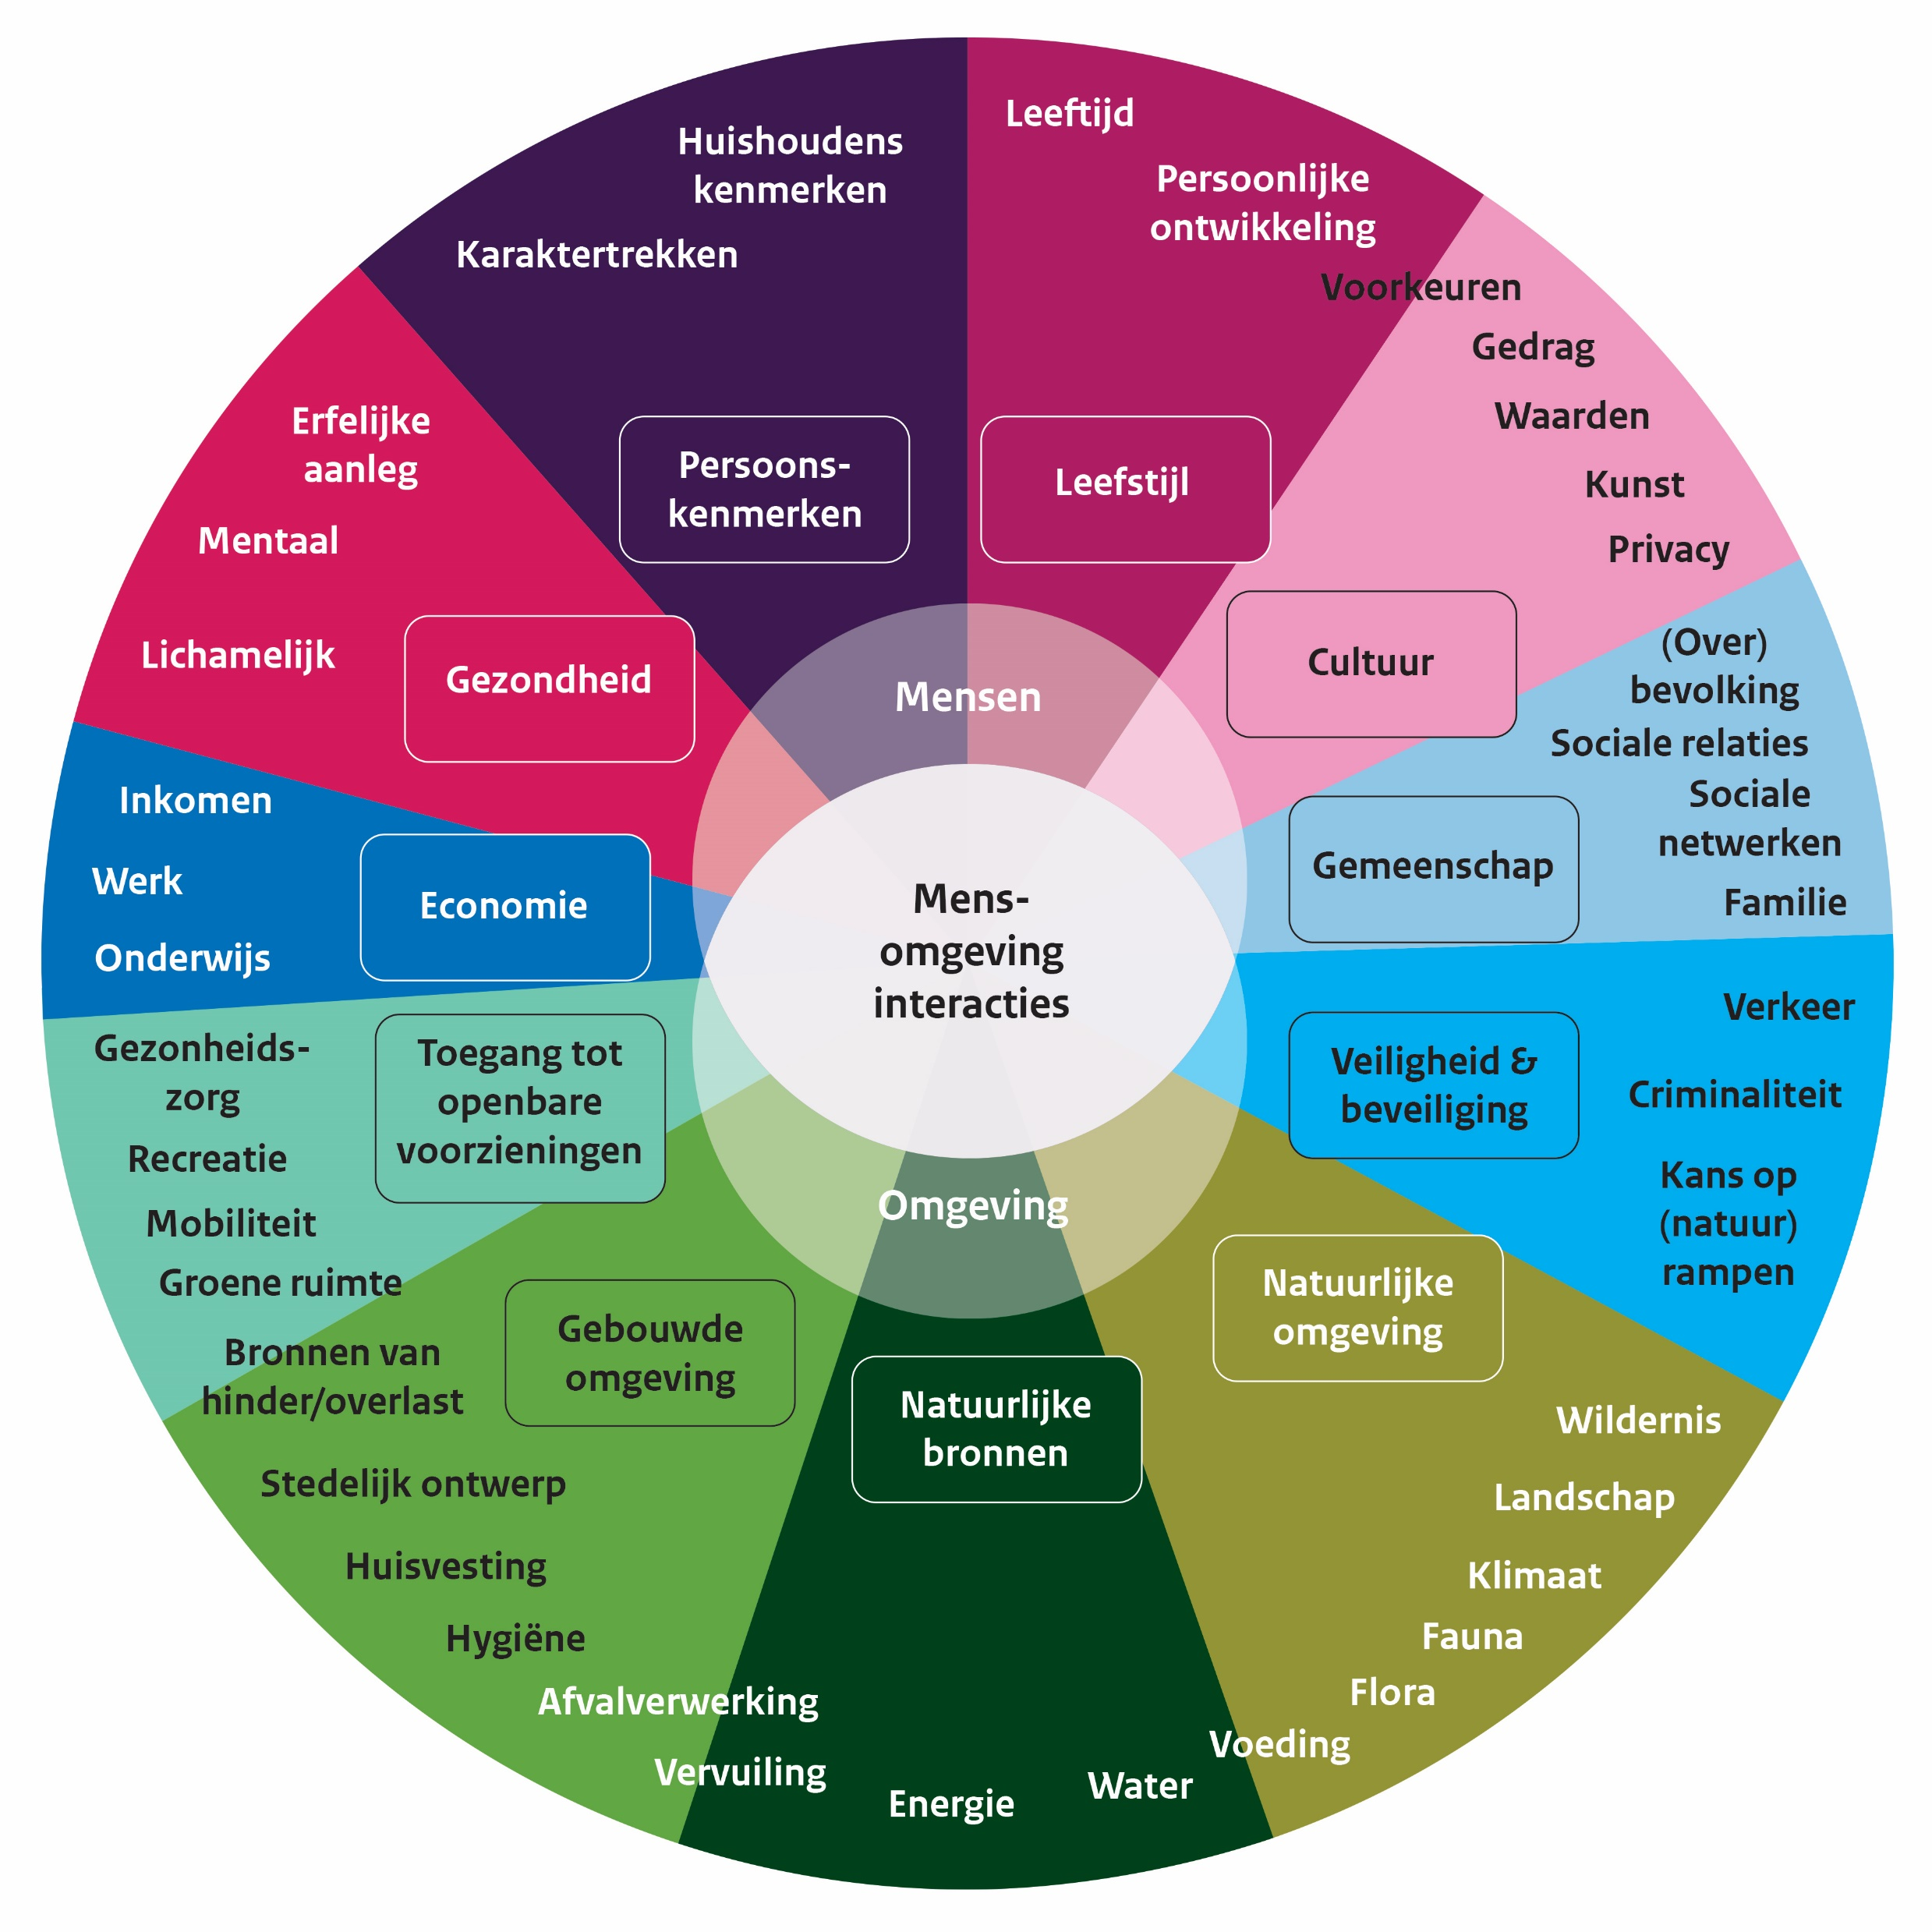 Huishoudens
kenmerken
Karaktertrekken
Persoons-
kenmerken
Leeftijd
Persoonlijke
ontwikkeling
Voorkeuren
Leefstijl
Gedrag
Waarden
Kunst
Privacy
Cultuur
(Over)
bevolking
Sociale relaties
Sociale
netwerken
Familie
Gemeenschap
Verkeer
Criminaliteit
Kans op
(natuur)
rampen
Veiligheid &
beveiliging
Natuurlijke
omgeving
Wildernis
Landschap
Klimaat
Fauna
Flora
Voeding
Water
Energie
Natuurlijke
bronnen
Vervuiling
Afvalverwerking
Hygiëne
Huisvesting
Stedelijk ontwerp
Bronnen van
hinder/overlast
Gebouwde
omgeving
Toegang tot
openbare
voorzieningen
Gezonheids-
zorg
Recreatie
Mobiliteit
Groene ruimte
Economie
Inkomen
Werk
Onderwijs
Gezondheid
Erfelijke
aanleg
Mentaal
Lichamelijk
Mensen
Mens-
omgeving
interacties
Omgeving